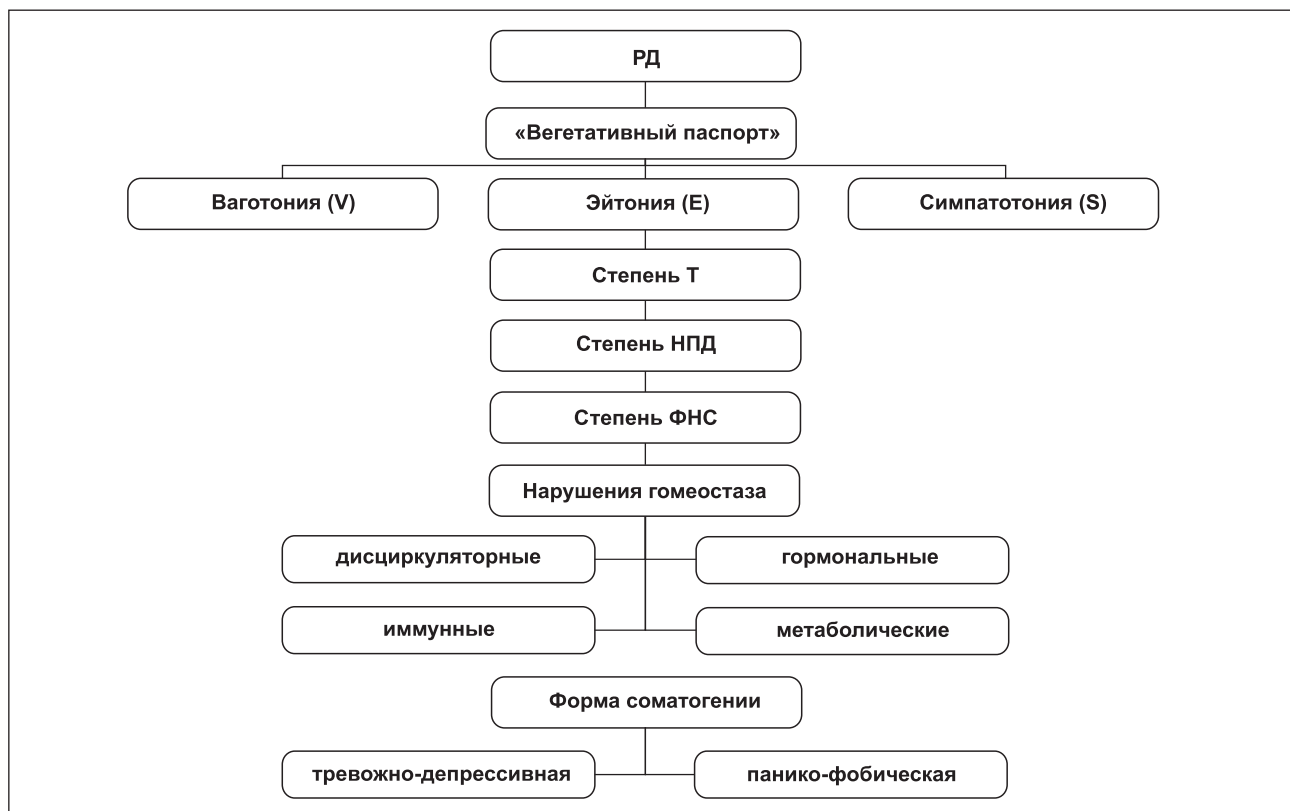 РД
«Вегетативный паспорт»
Ваготония (V)
Эйтония (E)
Симпатотония (S)
Степень Т
Степень НПД
Степень ФНС
Нарушения гомеостаза
дисциркуляторные
гормональные
иммунные
метаболические
Форма соматогении
тревожно-депрессивная
панико-фобическая